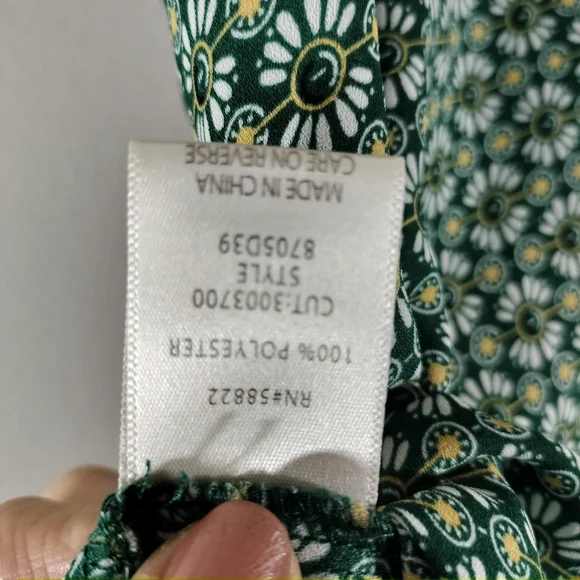 RN#58822
100% POLYESTER
CUT:3003700
STYLE
8705D39
MADE IN CHINA
CARE ON REVERSE